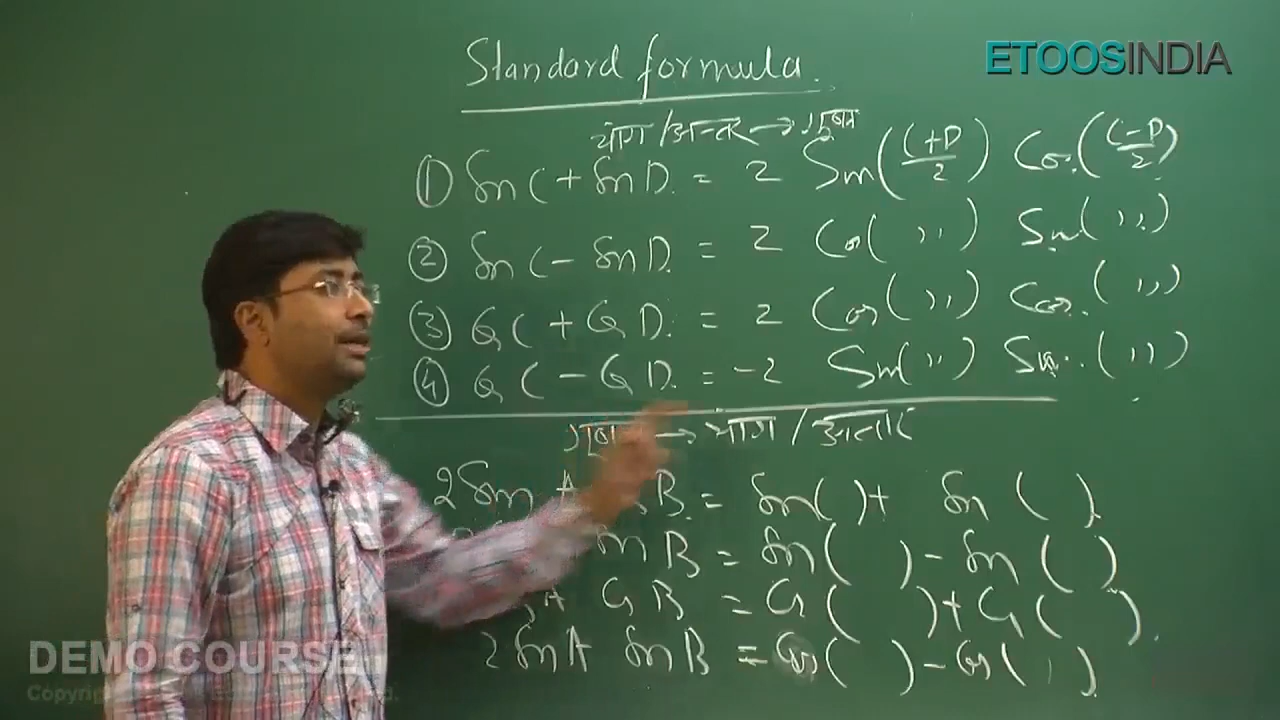 ETOOSINDIA
Standard formula.
योग/अन्तर → गुणन
① Sin C + Sin D. = 2 Sin(C+D/2) Cos.(C-D/2)
② Sin C - Sin D. = 2 Cos( ,, ) Sin( ,, )
③ Cos C + Cos D. = 2 Cos( ,, ) Cos.( ,, )
④ Cos C - Cos D. = -2 Sin( ,, ) Sin..( ,, )
गुणन → योग/अन्तर
2 Sin A B. = Sin( ) + Sin ( )
B = Sin( ) - Sin ( )
A Cos B = Cos( ) + Cos( ).
2 Sin A Sin B = Cos( ) - Cos( )
DEMO COURSE